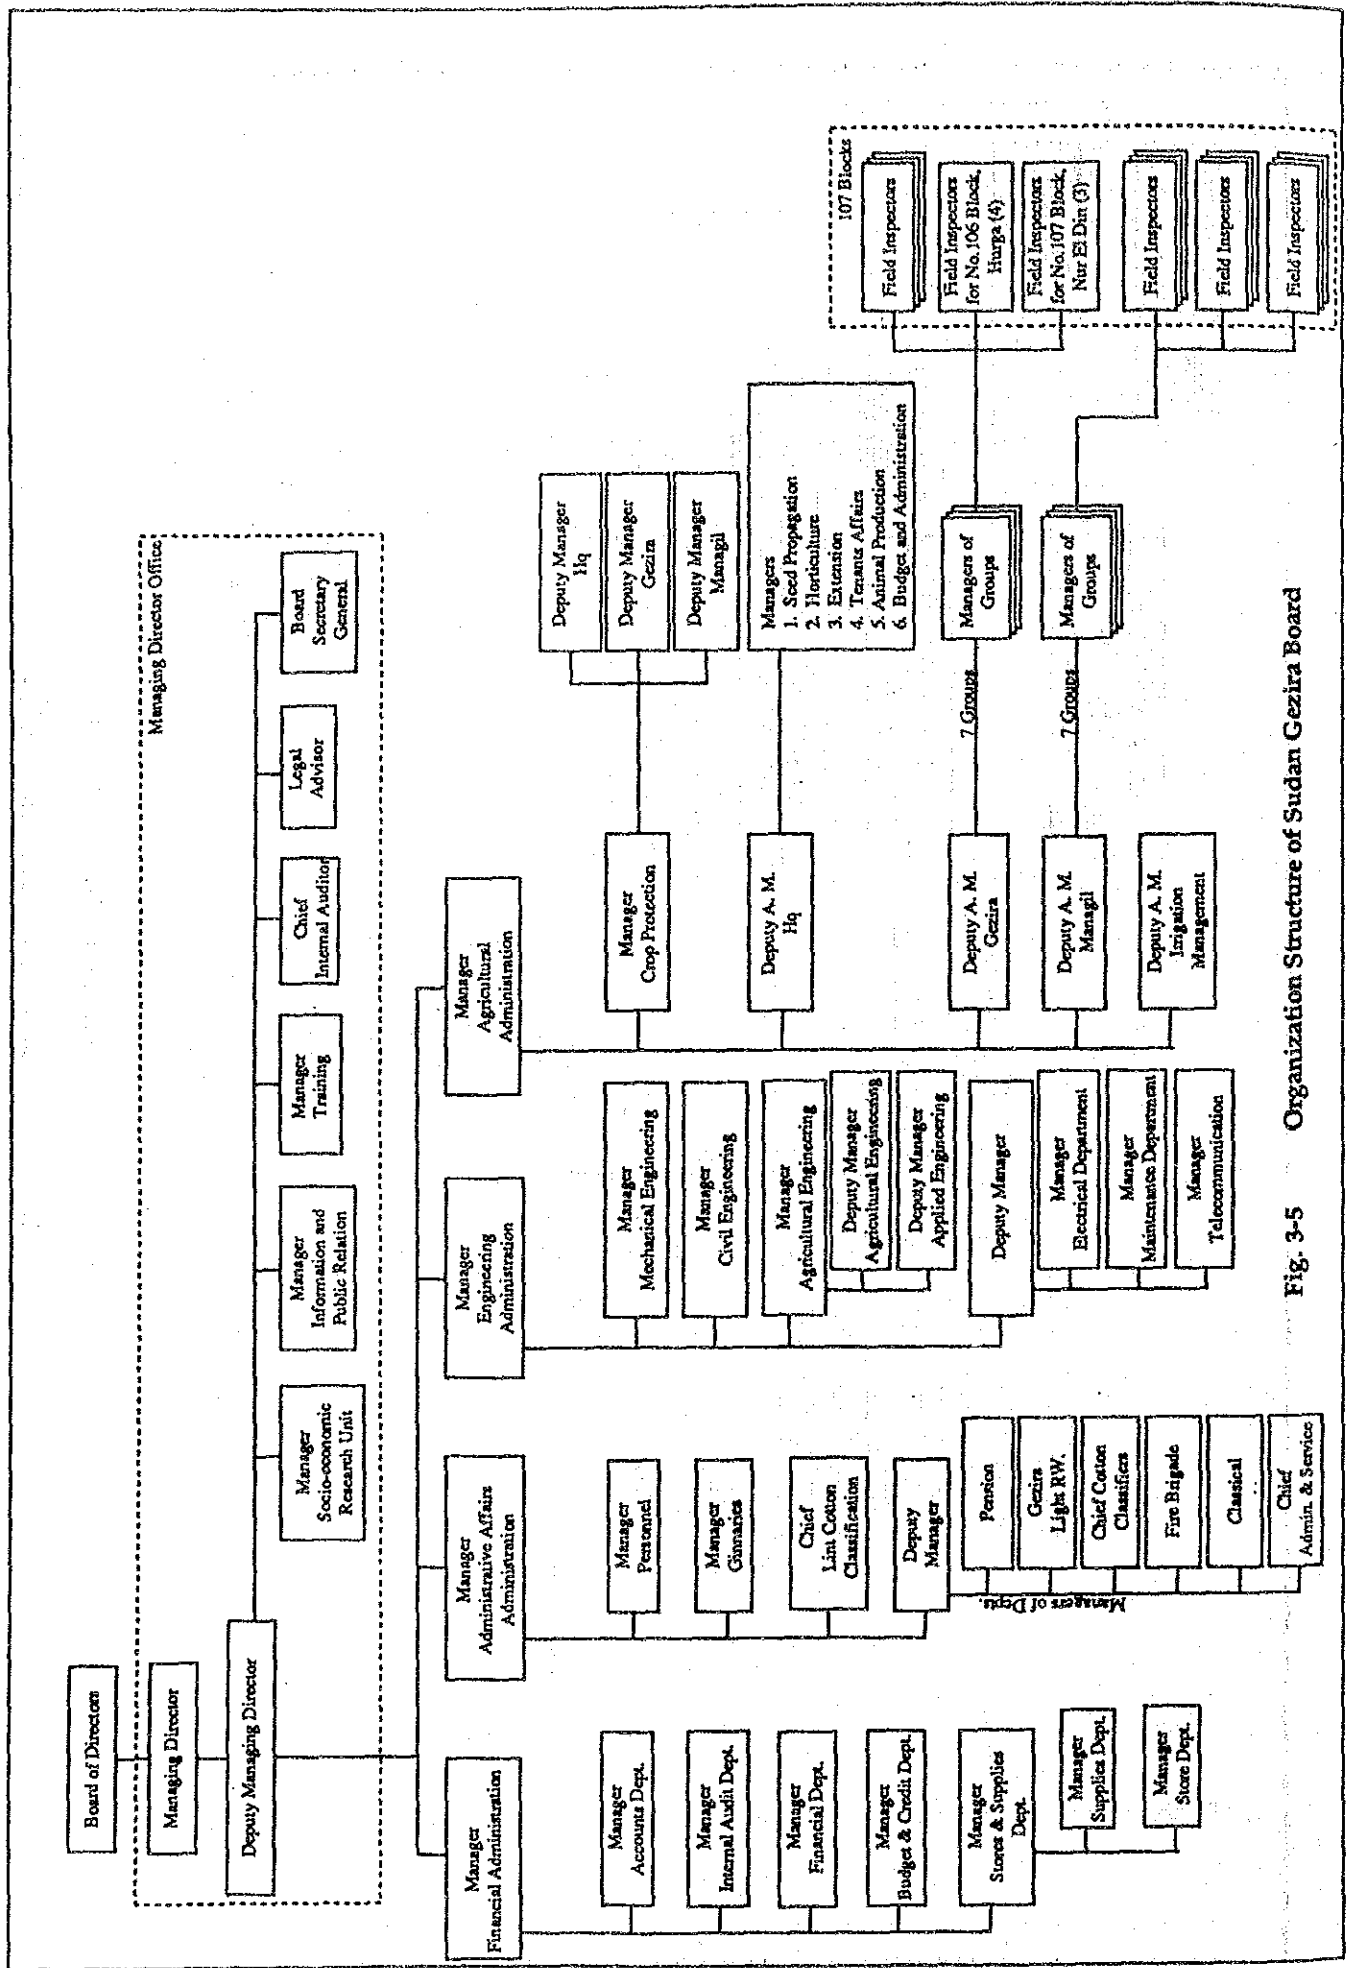 Board of Directors
Managing Director Office
Managing Director
Deputy Managing Director
Manager
Socio-economic
Research Unit
Manager
Information and
Public Relation
Manager
Training
Chief
Internal Auditor
Legal
Advisor
Board
Secretary
General
Manager
Financial Administration
Manager
Accounts Dept.
Manager
Internal Audit Dept.
Manager
Financial Dept.
Manager
Budget & Credit Dept.
Manager
Stores & Supplies
Dept.
Manager
Supplies Dept.
Manager
Store Dept.
Manager
Administrative Affairs
Administration
Manager
Personnel
Manager
Ginnaries
Chief
Lint Cotton
Classification
Deputy
Manager
Managers of Depts.
Pension
Gezira
Light RW.
Chief Cotton
Classifiers
Fire Brigade
Classical
Chief
Admin. & Service
Manager
Engineering
Administration
Manager
Mechanical Engineering
Manager
Civil Engineering
Manager
Agricultural Engineering
Deputy Manager
Agricultural Engineering
Deputy Manager
Applied Engineering
Deputy Manager
Manager
Electrical Department
Manager
Maintenance Department
Manager
Telecommunication
Manager
Agricultural
Administration
Manager
Crop Protection
Deputy Manager
Hq
Deputy Manager
Gezira
Deputy Manager
Managil
Deputy A. M.
Hq
Managers
1. Seed Propagation
2. Horticulture
3. Extension
4. Tenants Affairs
5. Animal Production
6. Budget and Administration
Deputy A. M.
Gezira
7 Groups
Managers of
Groups
Deputy A. M.
Managil
7 Groups
Managers of
Groups
Deputy A. M.
Irrigation
Management
107 Blocks
Field Inspectors
Field Inspectors
for No.106 Block,
Hurga (4)
Field Inspectors
for No.107 Block,
Nur El Din (3)
Field Inspectors
Field Inspectors
Field Inspectors
Fig. 3-5 Organization Structure of Sudan Gezira Board